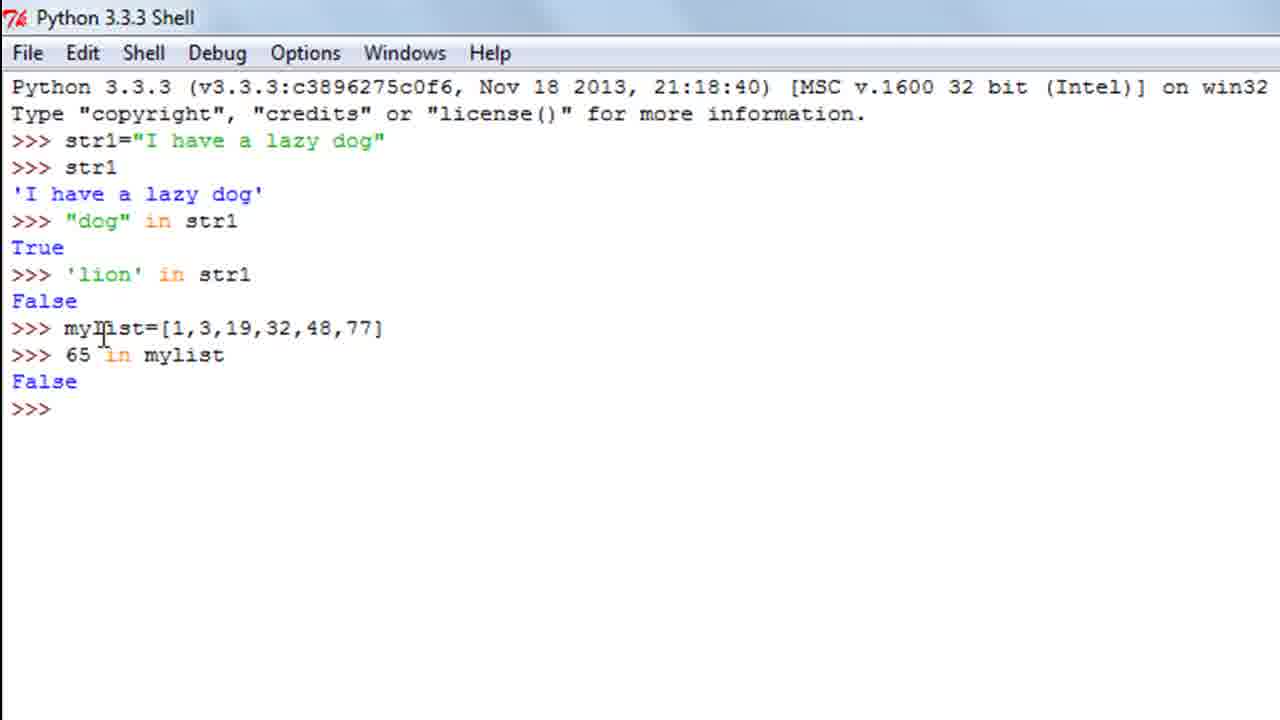 Python 3.3.3 Shell
File Edit Shell Debug Options Windows Help
Python 3.3.3 (v3.3.3:c3896275c0f6, Nov 18 2013, 21:18:40) [MSC v.1600 32 bit (Intel)] on win32
Type "copyright", "credits" or "license()" for more information.
>>> str1="I have a lazy dog"
>>> str1
'I have a lazy dog'
>>> "dog" in str1
True
>>> 'lion' in str1
False
>>> mylist=[1,3,19,32,48,77]
>>> 65 in mylist
False
>>>